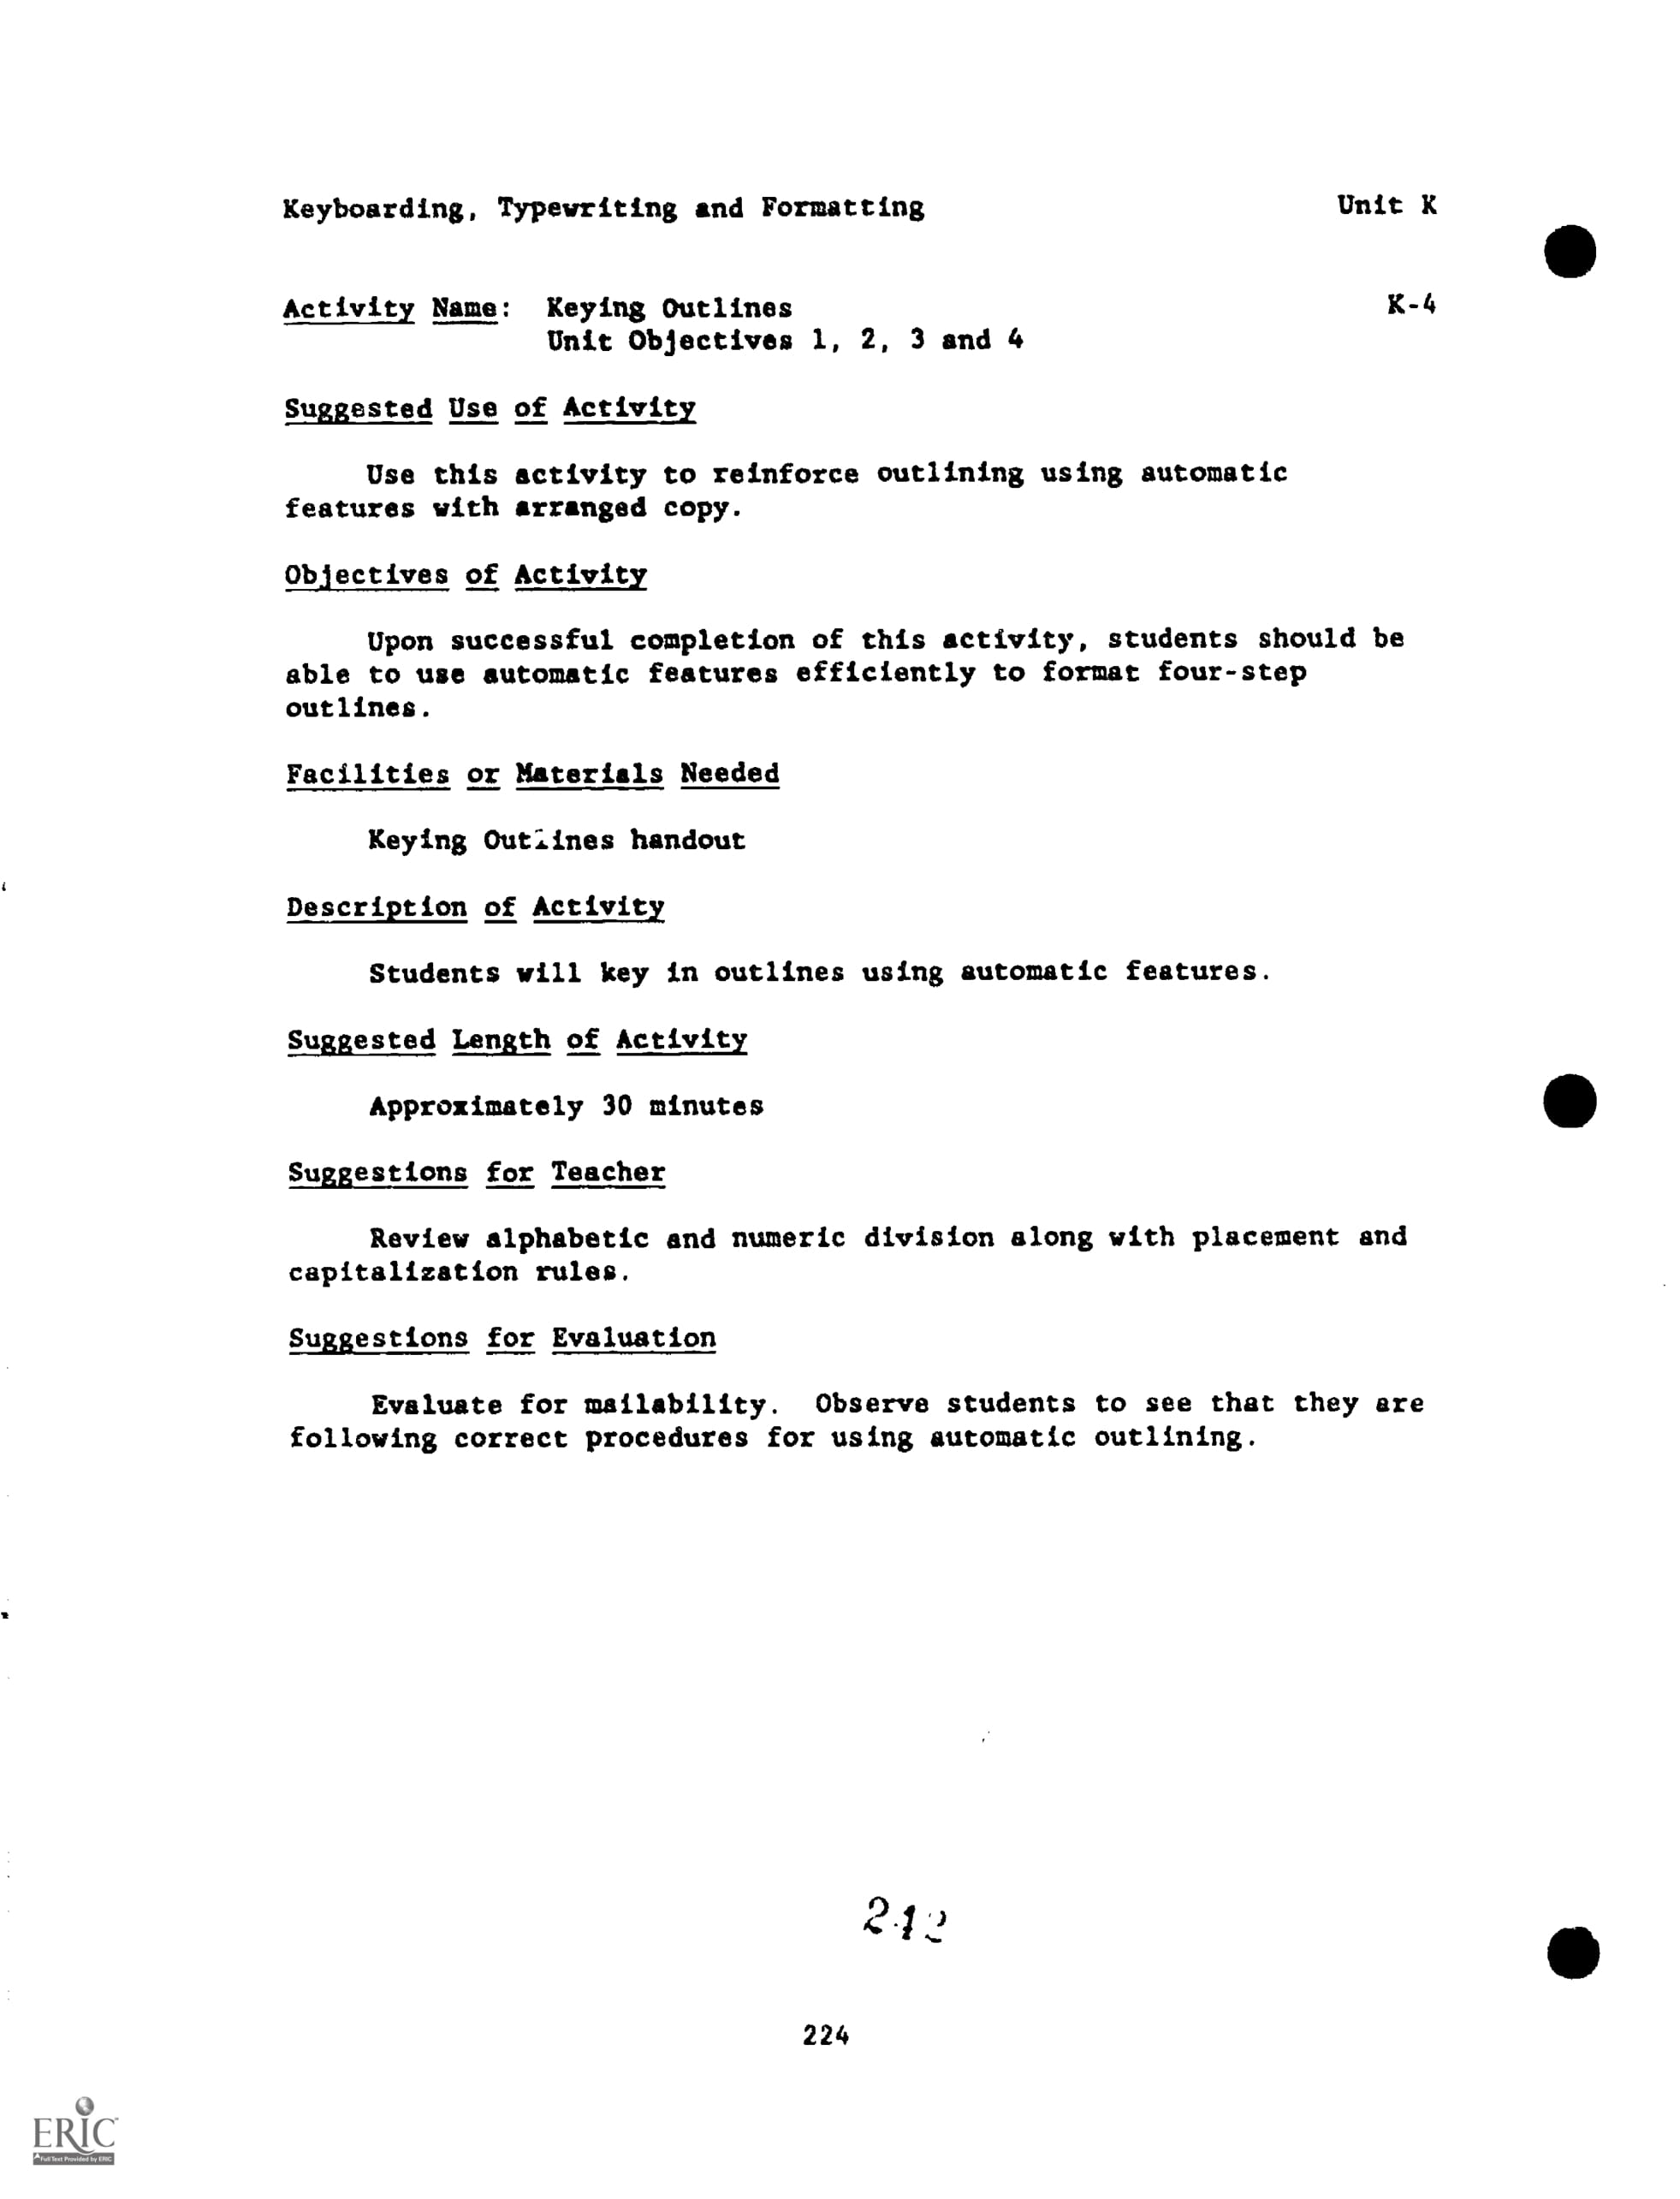 Keyboarding, Typewriting and Formatting Unit K
Activity Name: Keying Outlines K-4
Unit Objectives 1, 2, 3 and 4
Suggested Use of Activity
Use this activity to reinforce outlining using automatic
features with arranged copy.
Objectives of Activity
Upon successful completion of this activity, students should be
able to use automatic features efficiently to format four-step
outlines.
Facilities or Materials Needed
Keying Outlines handout
Description of Activity
Students will key in outlines using automatic features.
Suggested Length of Activity
Approximately 30 minutes
Suggestions for Teacher
Review alphabetic and numeric division along with placement and
capitalization rules.
Suggestions for Evaluation
Evaluate for mailability. Observe students to see that they are
following correct procedures for using automatic outlining.
242
224
ERIC
Full Text Provided by ERIC